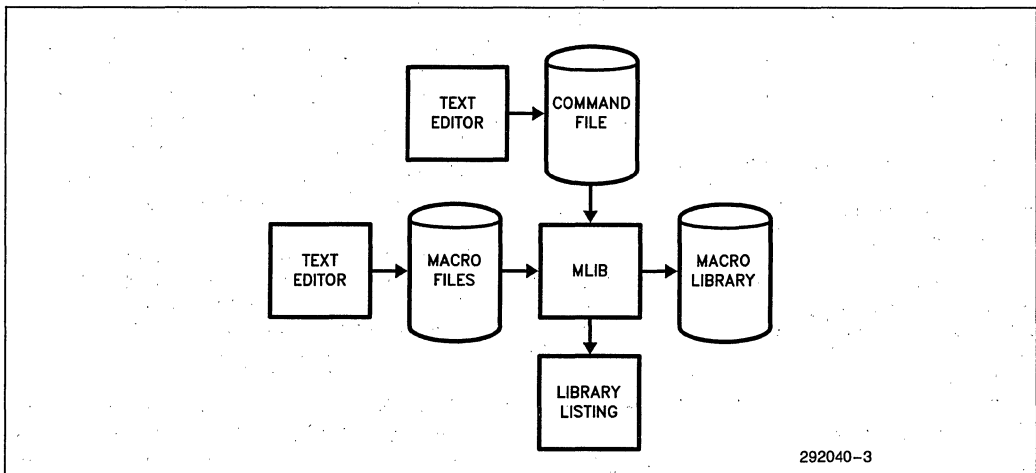 TEXT
EDITOR
COMMAND
FILE
TEXT
EDITOR
MACRO
FILES
MLIB
MACRO
LIBRARY
LIBRARY
LISTING
292040-3